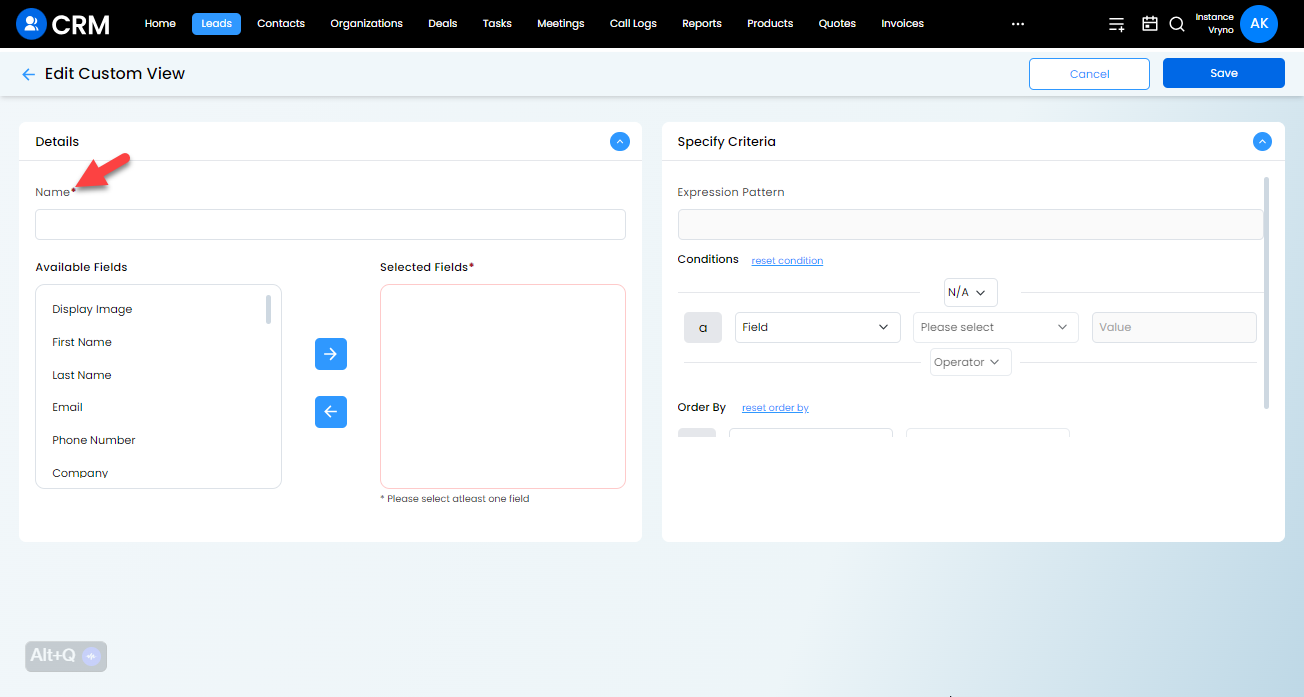 CRM Home Leads Contacts Organizations Deals Tasks Meetings Call Logs Reports Products Quotes Invoices ... Instance Vryno AK
Edit Custom View Cancel Save
Details
Name*
Available Fields Selected Fields*
Display Image
First Name
Last Name
Email
Phone Number
Company
* Please select atleast one field
Specify Criteria
Expression Pattern
Conditions reset condition
N/A
a Field Please select Value
Operator
Order By reset order by
Alt+Q